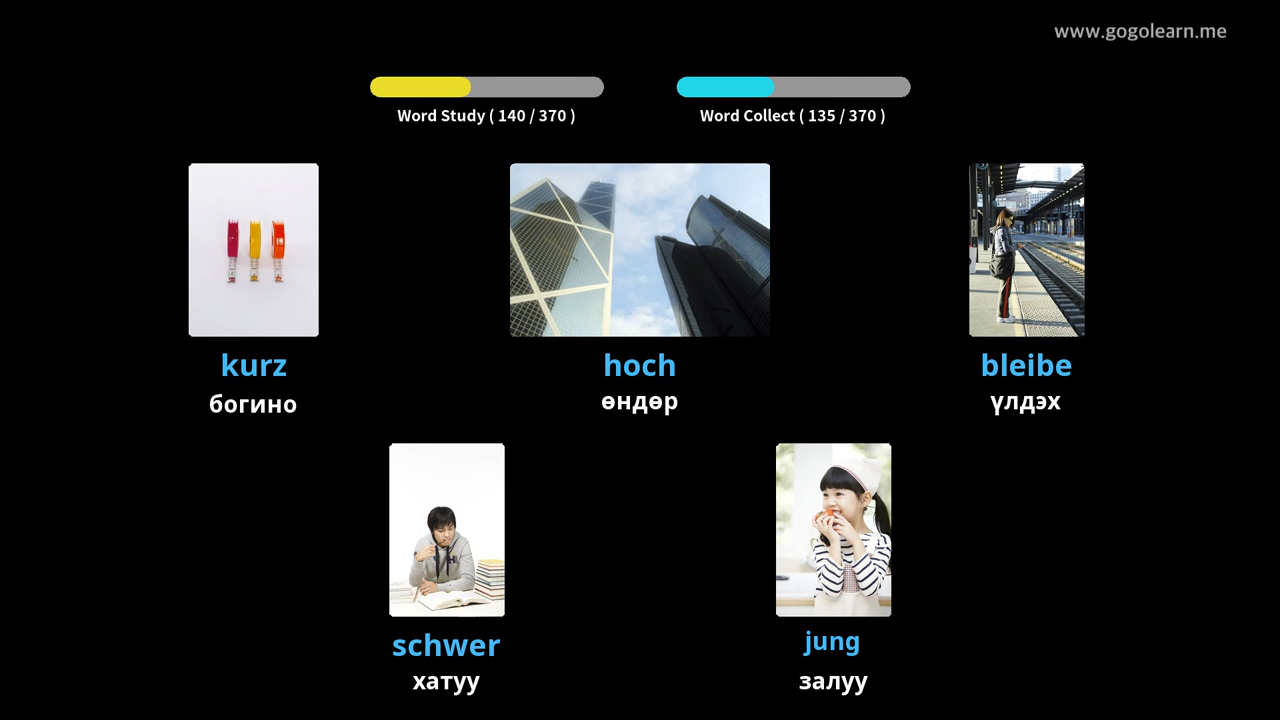 www.gogolearn.me
Word Study ( 140 / 370 )
Word Collect ( 135 / 370 )
kurz
богино
hoch
өндөр
bleibe
үлдэх
schwer
хатуу
jung
залуу